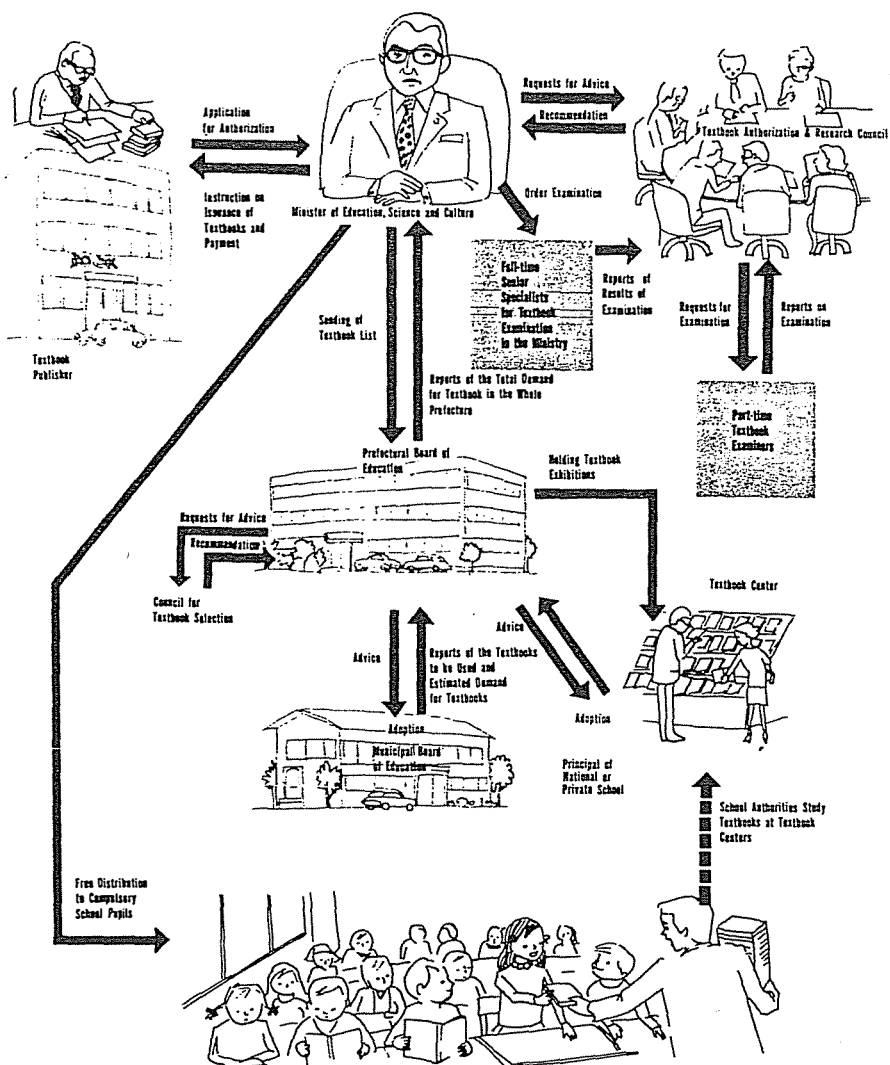 Application
for Authorization
Instruction on
Issuance of
Textbooks and
Payment
Textbook
Publisher
Minister of Education, Science and Culture
Requests for Advice
Recommendation
Textbook Authorization & Research Council
Order Examination
Full-time
Senior
Specialists
for Textbook
Examination
in the Ministry
Reports of
Results of
Examination
Requests for
Examination
Reports on
Examination
Part-time
Textbook
Examiners
Sending of
Textbook List
Reports of the Total Demand
for Textbook in the Whole
Prefecture
Prefectural Board of
Education
Holding Textbook
Exhibitions
Requests for Advice
Recommendation
Council for
Textbook Selection
Textbook Center
Advice
Reports of the Textbooks
to be Used and
Estimated Demand
for Textbooks
Advice
Adoption
Municipail Board
of Education
Adoption
Principal of
National or
Private School
School Authorities Study
Textbooks at Textbook
Centers
Free Distribution
to Compulsory
School Pupils